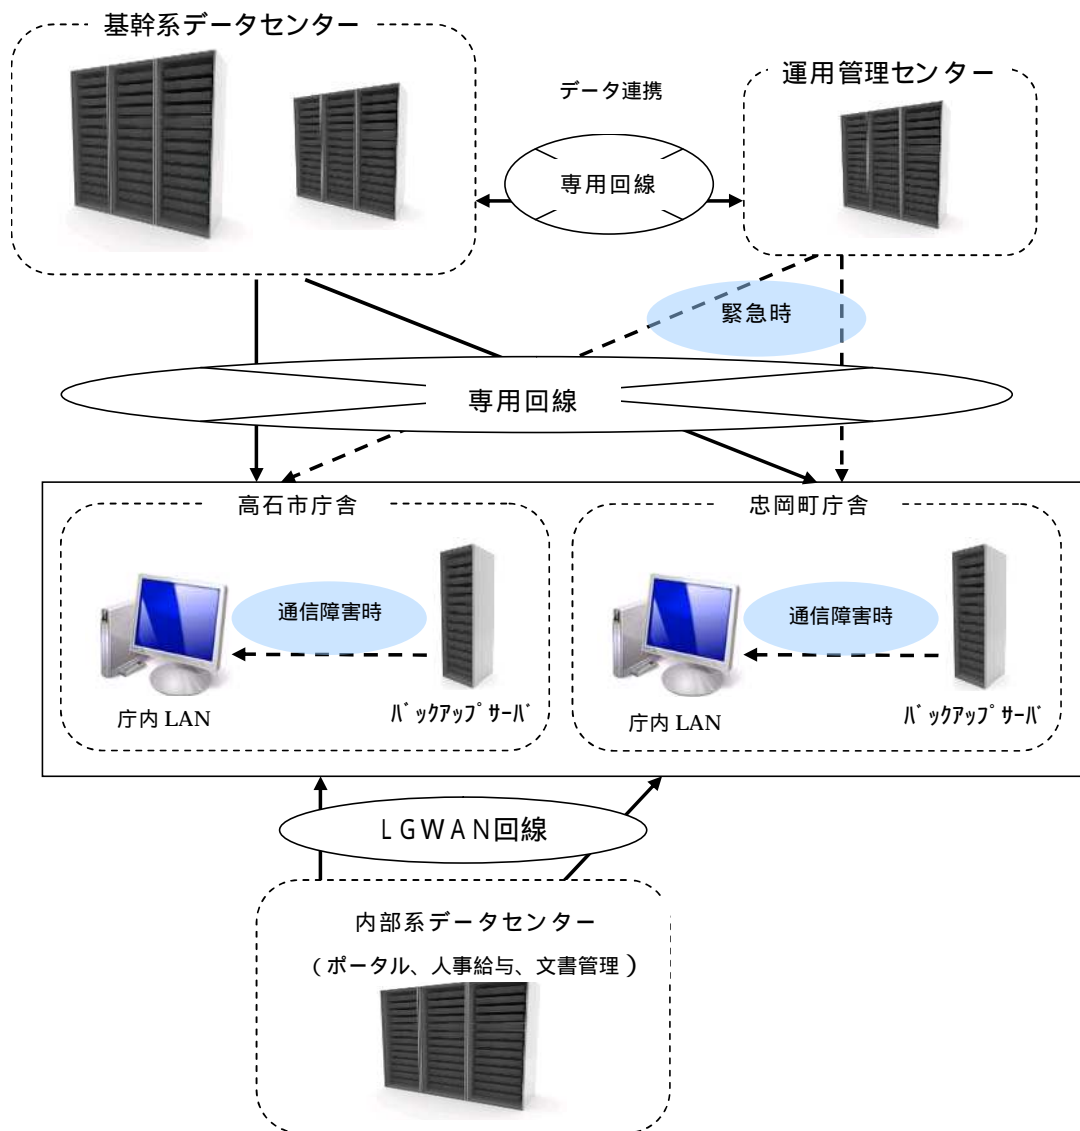 基幹系データセンター
運用管理センター
データ連携
専用回線
緊急時
専用回線
高石市庁舎
忠岡町庁舎
通信障害時
通信障害時
庁内 LAN
ﾊﾞｯｸｱｯﾌﾟｻｰﾊﾞ
庁内 LAN
ﾊﾞｯｸｱｯﾌﾟｻｰﾊﾞ
ＬＧＷＡＮ回線
内部系データセンター
（ポータル、人事給与、文書管理）